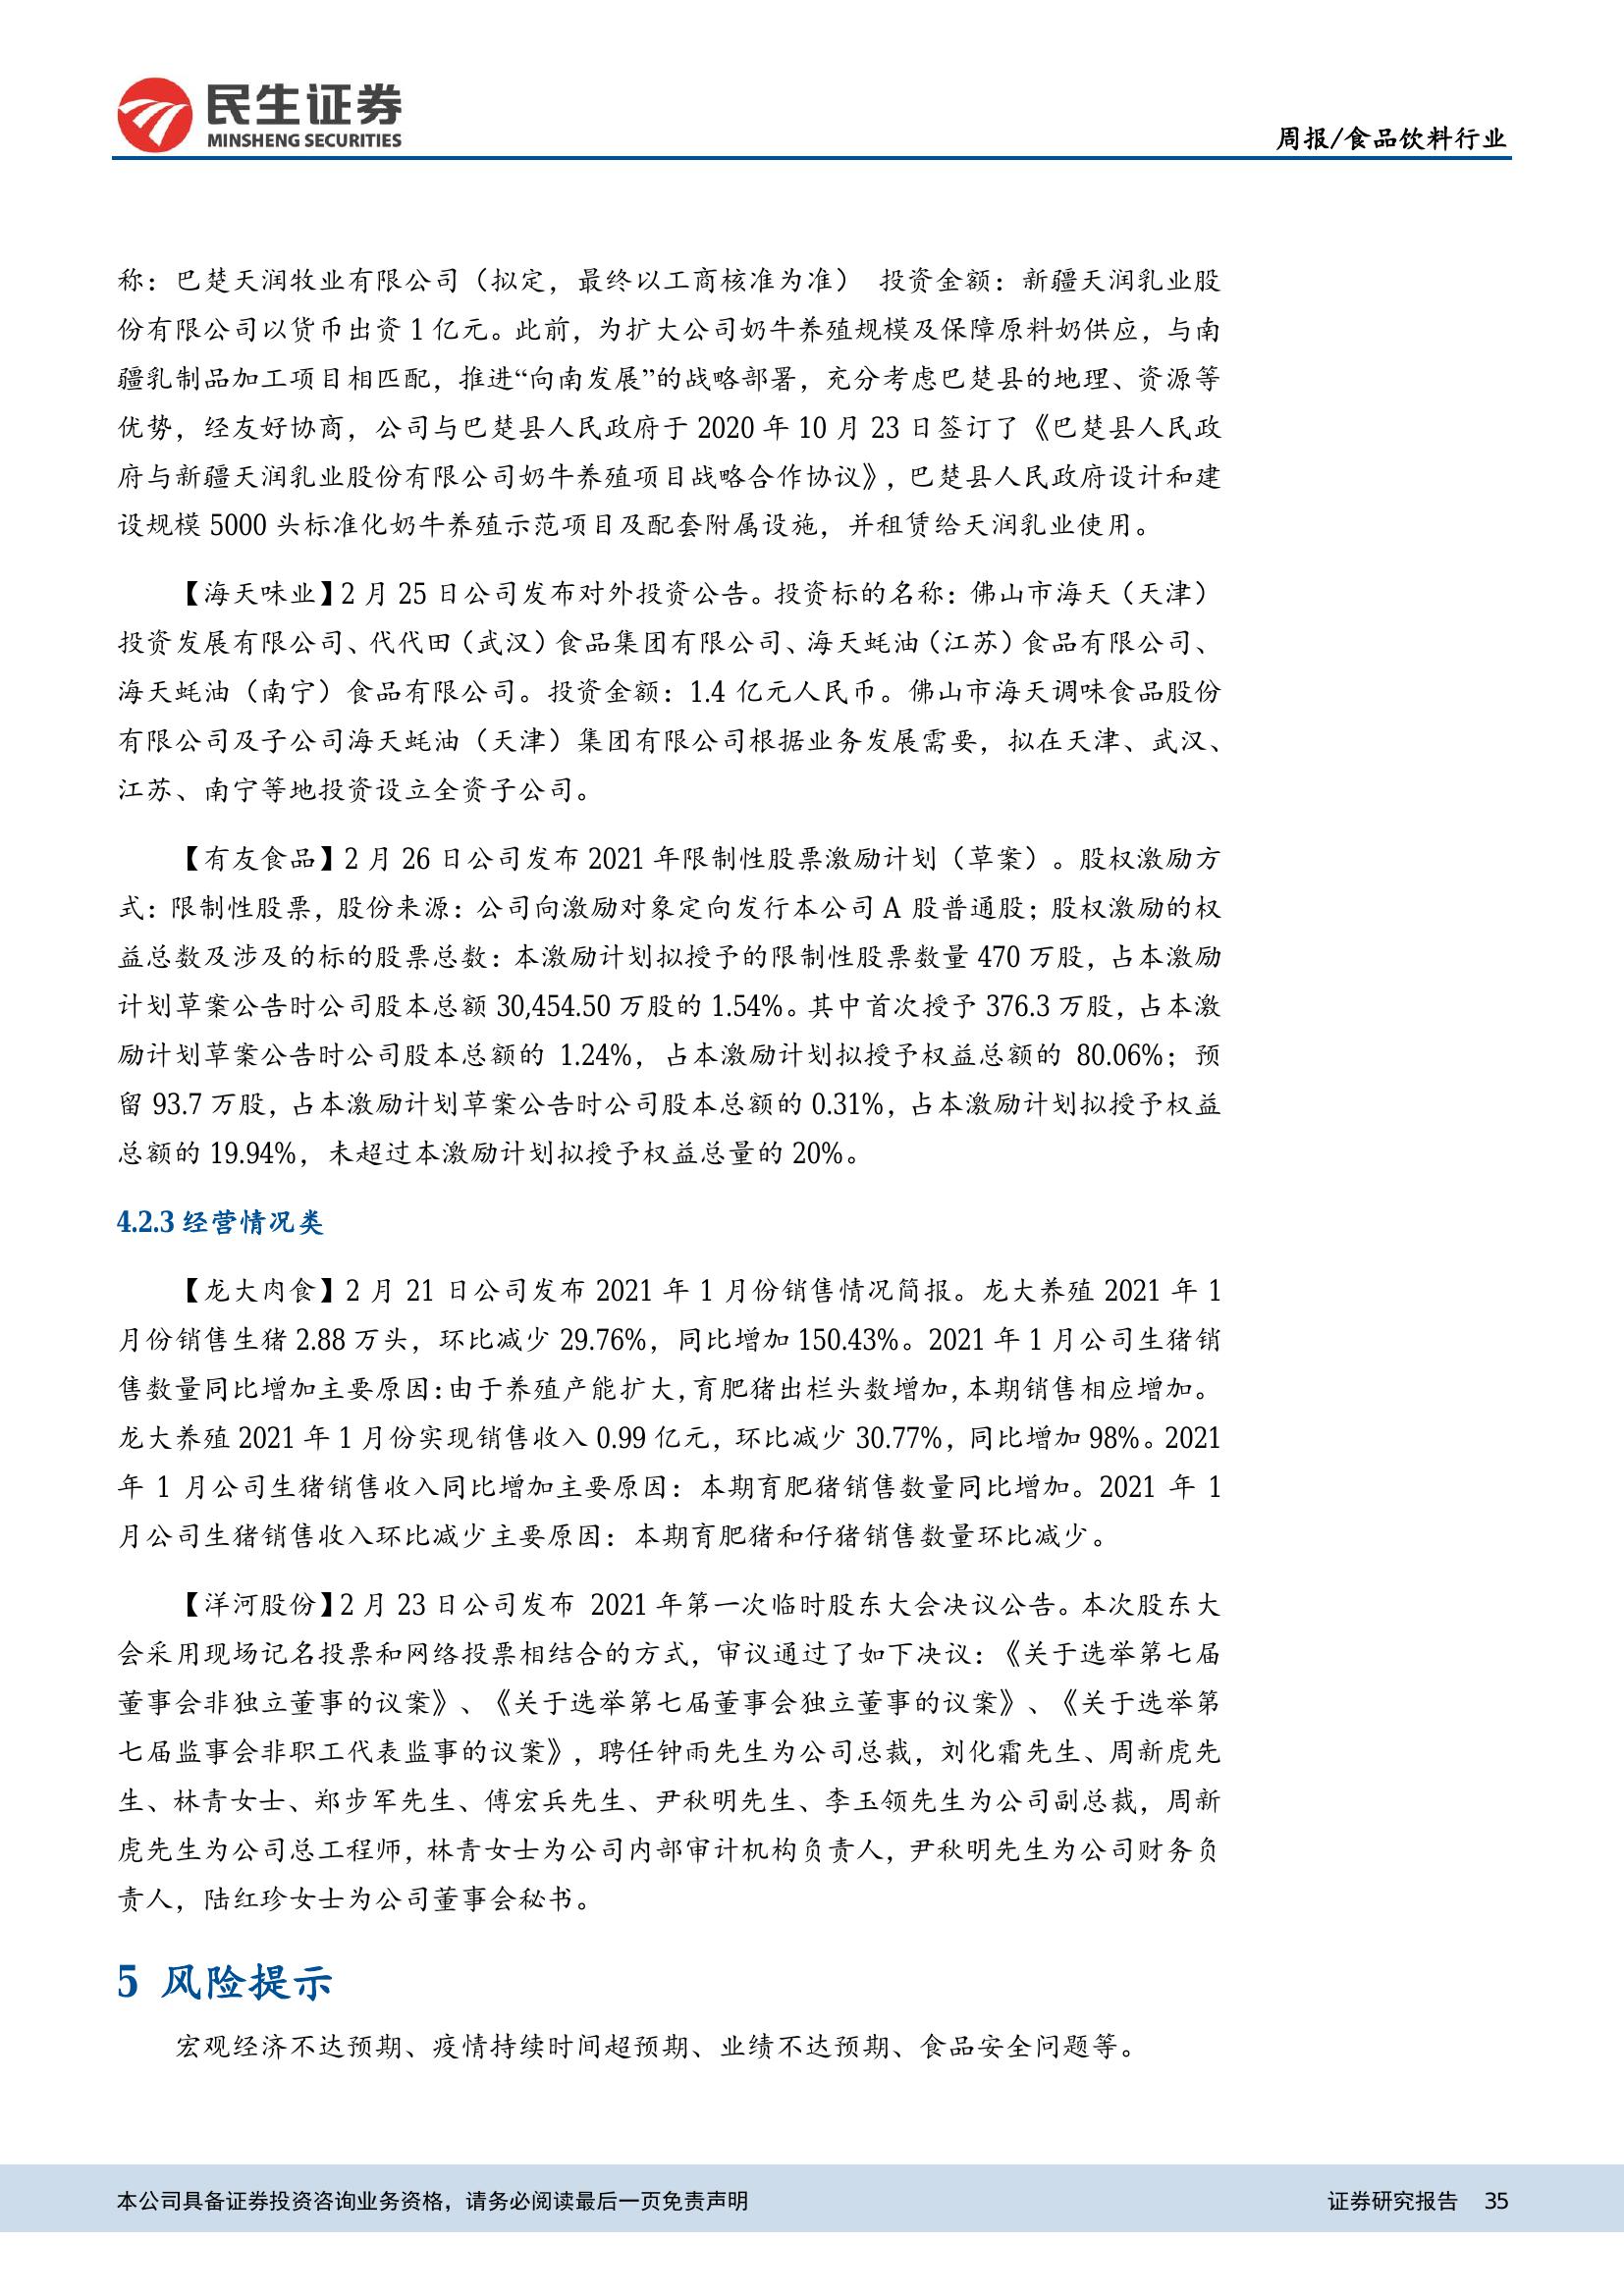 民生证券
MINSHENG SECURITIES
周报/食品饮料行业
称：巴楚天润牧业有限公司（拟定，最终以工商核准为准） 投资金额：新疆天润乳业股
份有限公司以货币出资 1 亿元。此前，为扩大公司奶牛养殖规模及保障原料奶供应，与南
疆乳制品加工项目相匹配，推进“向南发展”的战略部署，充分考虑巴楚县的地理、资源等
优势，经友好协商，公司与巴楚县人民政府于 2020 年 10 月 23 日签订了《巴楚县人民政
府与新疆天润乳业股份有限公司奶牛养殖项目战略合作协议》，巴楚县人民政府设计和建
设规模 5000 头标准化奶牛养殖示范项目及配套附属设施，并租赁给天润乳业使用。
【海天味业】2 月 25 日公司发布对外投资公告。投资标的名称：佛山市海天（天津）
投资发展有限公司、代代田（武汉）食品集团有限公司、海天蚝油（江苏）食品有限公司、
海天蚝油（南宁）食品有限公司。投资金额：1.4 亿元人民币。佛山市海天调味食品股份
有限公司及子公司海天蚝油（天津）集团有限公司根据业务发展需要，拟在天津、武汉、
江苏、南宁等地投资设立全资子公司。
【有友食品】2 月 26 日公司发布 2021 年限制性股票激励计划（草案）。股权激励方
式：限制性股票，股份来源：公司向激励对象定向发行本公司 A 股普通股；股权激励的权
益总数及涉及的标的股票总数：本激励计划拟授予的限制性股票数量 470 万股，占本激励
计划草案公告时公司股本总额 30,454.50 万股的 1.54%。其中首次授予 376.3 万股，占本激
励计划草案公告时公司股本总额的 1.24%，占本激励计划拟授予权益总额的 80.06%；预
留 93.7 万股，占本激励计划草案公告时公司股本总额的 0.31%，占本激励计划拟授予权益
总额的 19.94%，未超过本激励计划拟授予权益总量的 20%。
4.2.3 经营情况类
【龙大肉食】2 月 21 日公司发布 2021 年 1 月份销售情况简报。龙大养殖 2021 年 1
月份销售生猪 2.88 万头，环比减少 29.76%，同比增加 150.43%。2021 年 1 月公司生猪销
售数量同比增加主要原因：由于养殖产能扩大，育肥猪出栏头数增加，本期销售相应增加。
龙大养殖 2021 年 1 月份实现销售收入 0.99 亿元，环比减少 30.77%，同比增加 98%。2021
年 1 月公司生猪销售收入同比增加主要原因：本期育肥猪销售数量同比增加。2021 年 1
月公司生猪销售收入环比减少主要原因：本期育肥猪和仔猪销售数量环比减少。
【洋河股份】2 月 23 日公司发布 2021 年第一次临时股东大会决议公告。本次股东大
会采用现场记名投票和网络投票相结合的方式，审议通过了如下决议：《关于选举第七届
董事会非独立董事的议案》、《关于选举第七届董事会独立董事的议案》、《关于选举第
七届监事会非职工代表监事的议案》，聘任钟雨先生为公司总裁，刘化霜先生、周新虎先
生、林青女士、郑步军先生、傅宏兵先生、尹秋明先生、李玉领先生为公司副总裁，周新
虎先生为公司总工程师，林青女士为公司内部审计机构负责人，尹秋明先生为公司财务负
责人，陆红珍女士为公司董事会秘书。
5 风险提示
宏观经济不达预期、疫情持续时间超预期、业绩不达预期、食品安全问题等。
本公司具备证券投资咨询业务资格，请务必阅读最后一页免责声明
证券研究报告 35